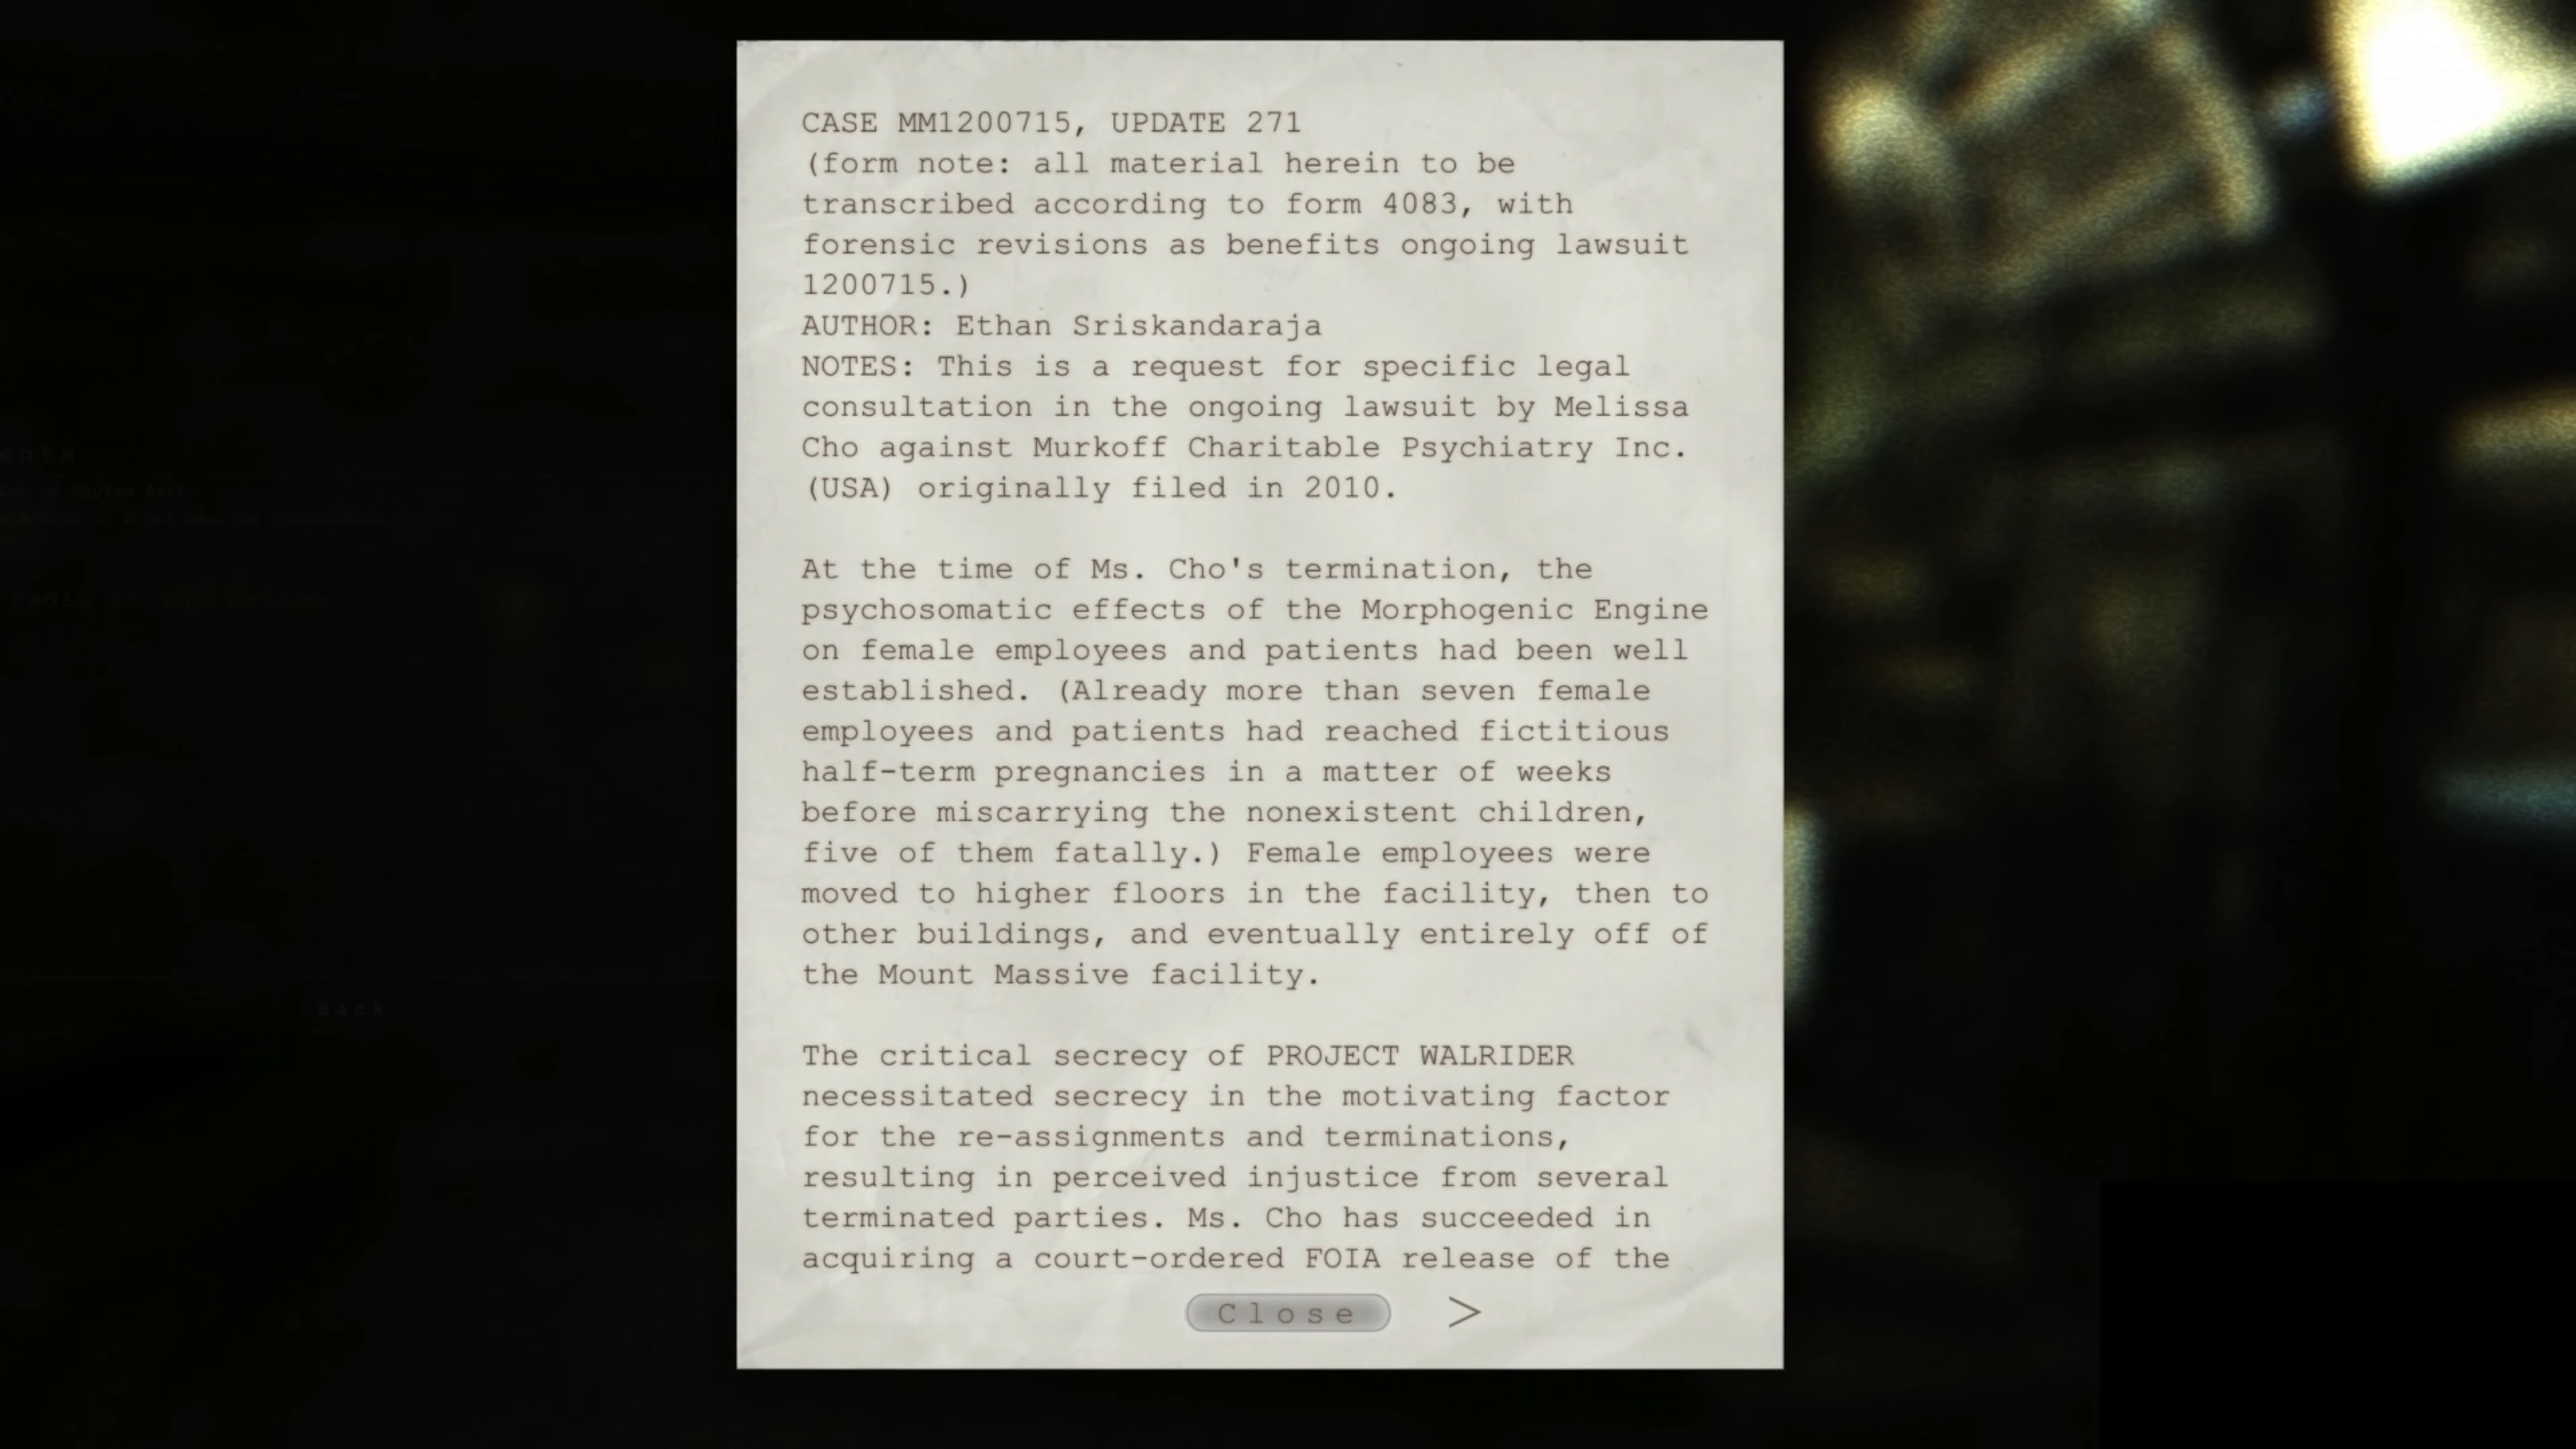 CASE MM1200715, UPDATE 271
(form note: all material herein to be
transcribed according to form 4083, with
forensic revisions as benefits ongoing lawsuit
1200715.)
AUTHOR: Ethan Sriskandaraja
NOTES: This is a request for specific legal
consultation in the ongoing lawsuit by Melissa
Cho against Murkoff Charitable Psychiatry Inc.
(USA) originally filed in 2010.
At the time of Ms. Cho's termination, the
psychosomatic effects of the Morphogenic Engine
on female employees and patients had been well
established. (Already more than seven female
employees and patients had reached fictitious
half-term pregnancies in a matter of weeks
before miscarrying the nonexistent children,
five of them fatally.) Female employees were
moved to higher floors in the facility, then to
other buildings, and eventually entirely off of
the Mount Massive facility.
The critical secrecy of PROJECT WALRIDER
necessitated secrecy in the motivating factor
for the re-assignments and terminations,
resulting in perceived injustice from several
terminated parties. Ms. Cho has succeeded in
acquiring a court-ordered FOIA release of the
Close >
Back